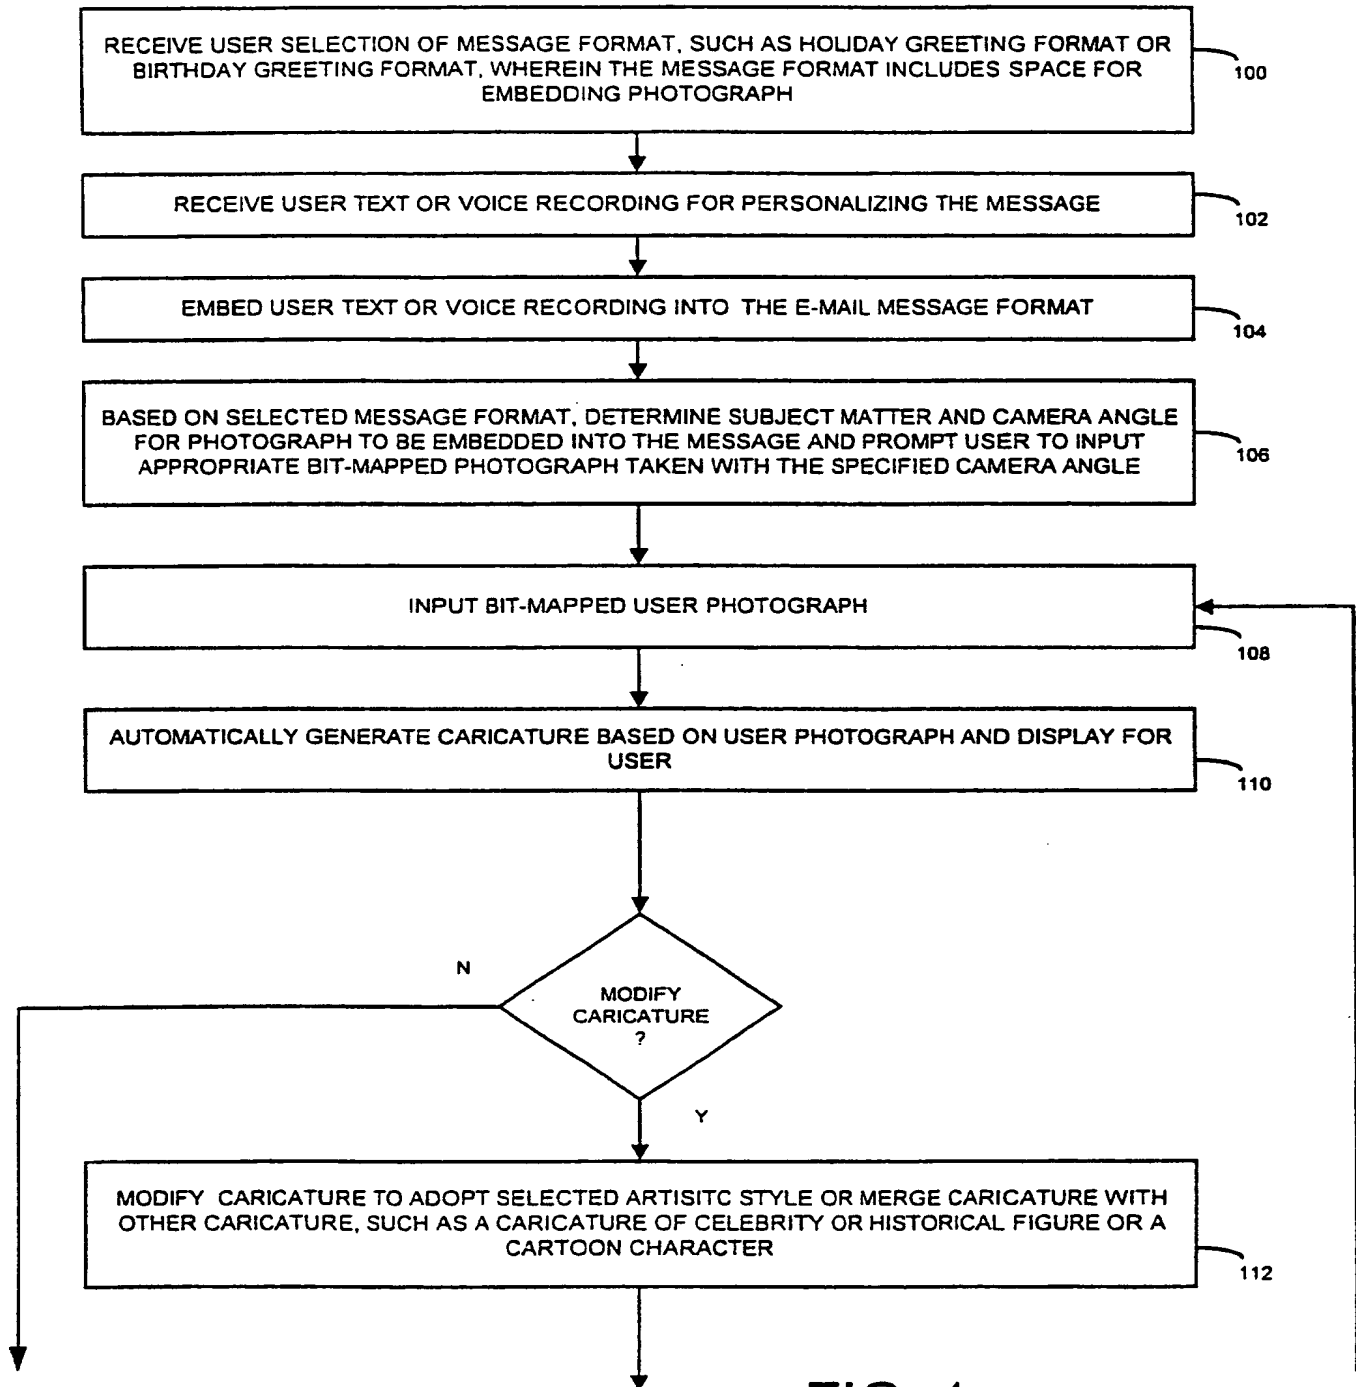 RECEIVE USER SELECTION OF MESSAGE FORMAT, SUCH AS HOLIDAY GREETING FORMAT OR
BIRTHDAY GREETING FORMAT, WHEREIN THE MESSAGE FORMAT INCLUDES SPACE FOR
EMBEDDING PHOTOGRAPH
100
RECEIVE USER TEXT OR VOICE RECORDING FOR PERSONALIZING THE MESSAGE
102
EMBED USER TEXT OR VOICE RECORDING INTO THE E-MAIL MESSAGE FORMAT
104
BASED ON SELECTED MESSAGE FORMAT, DETERMINE SUBJECT MATTER AND CAMERA ANGLE
FOR PHOTOGRAPH TO BE EMBEDDED INTO THE MESSAGE AND PROMPT USER TO INPUT
APPROPRIATE BIT-MAPPED PHOTOGRAPH TAKEN WITH THE SPECIFIED CAMERA ANGLE
106
INPUT BIT-MAPPED USER PHOTOGRAPH
108
AUTOMATICALLY GENERATE CARICATURE BASED ON USER PHOTOGRAPH AND DISPLAY FOR
USER
110
N
MODIFY
CARICATURE
?
Y
MODIFY CARICATURE TO ADOPT SELECTED ARTISITC STYLE OR MERGE CARICATURE WITH
OTHER CARICATURE, SUCH AS A CARICATURE OF CELEBRITY OR HISTORICAL FIGURE OR A
CARTOON CHARACTER
112